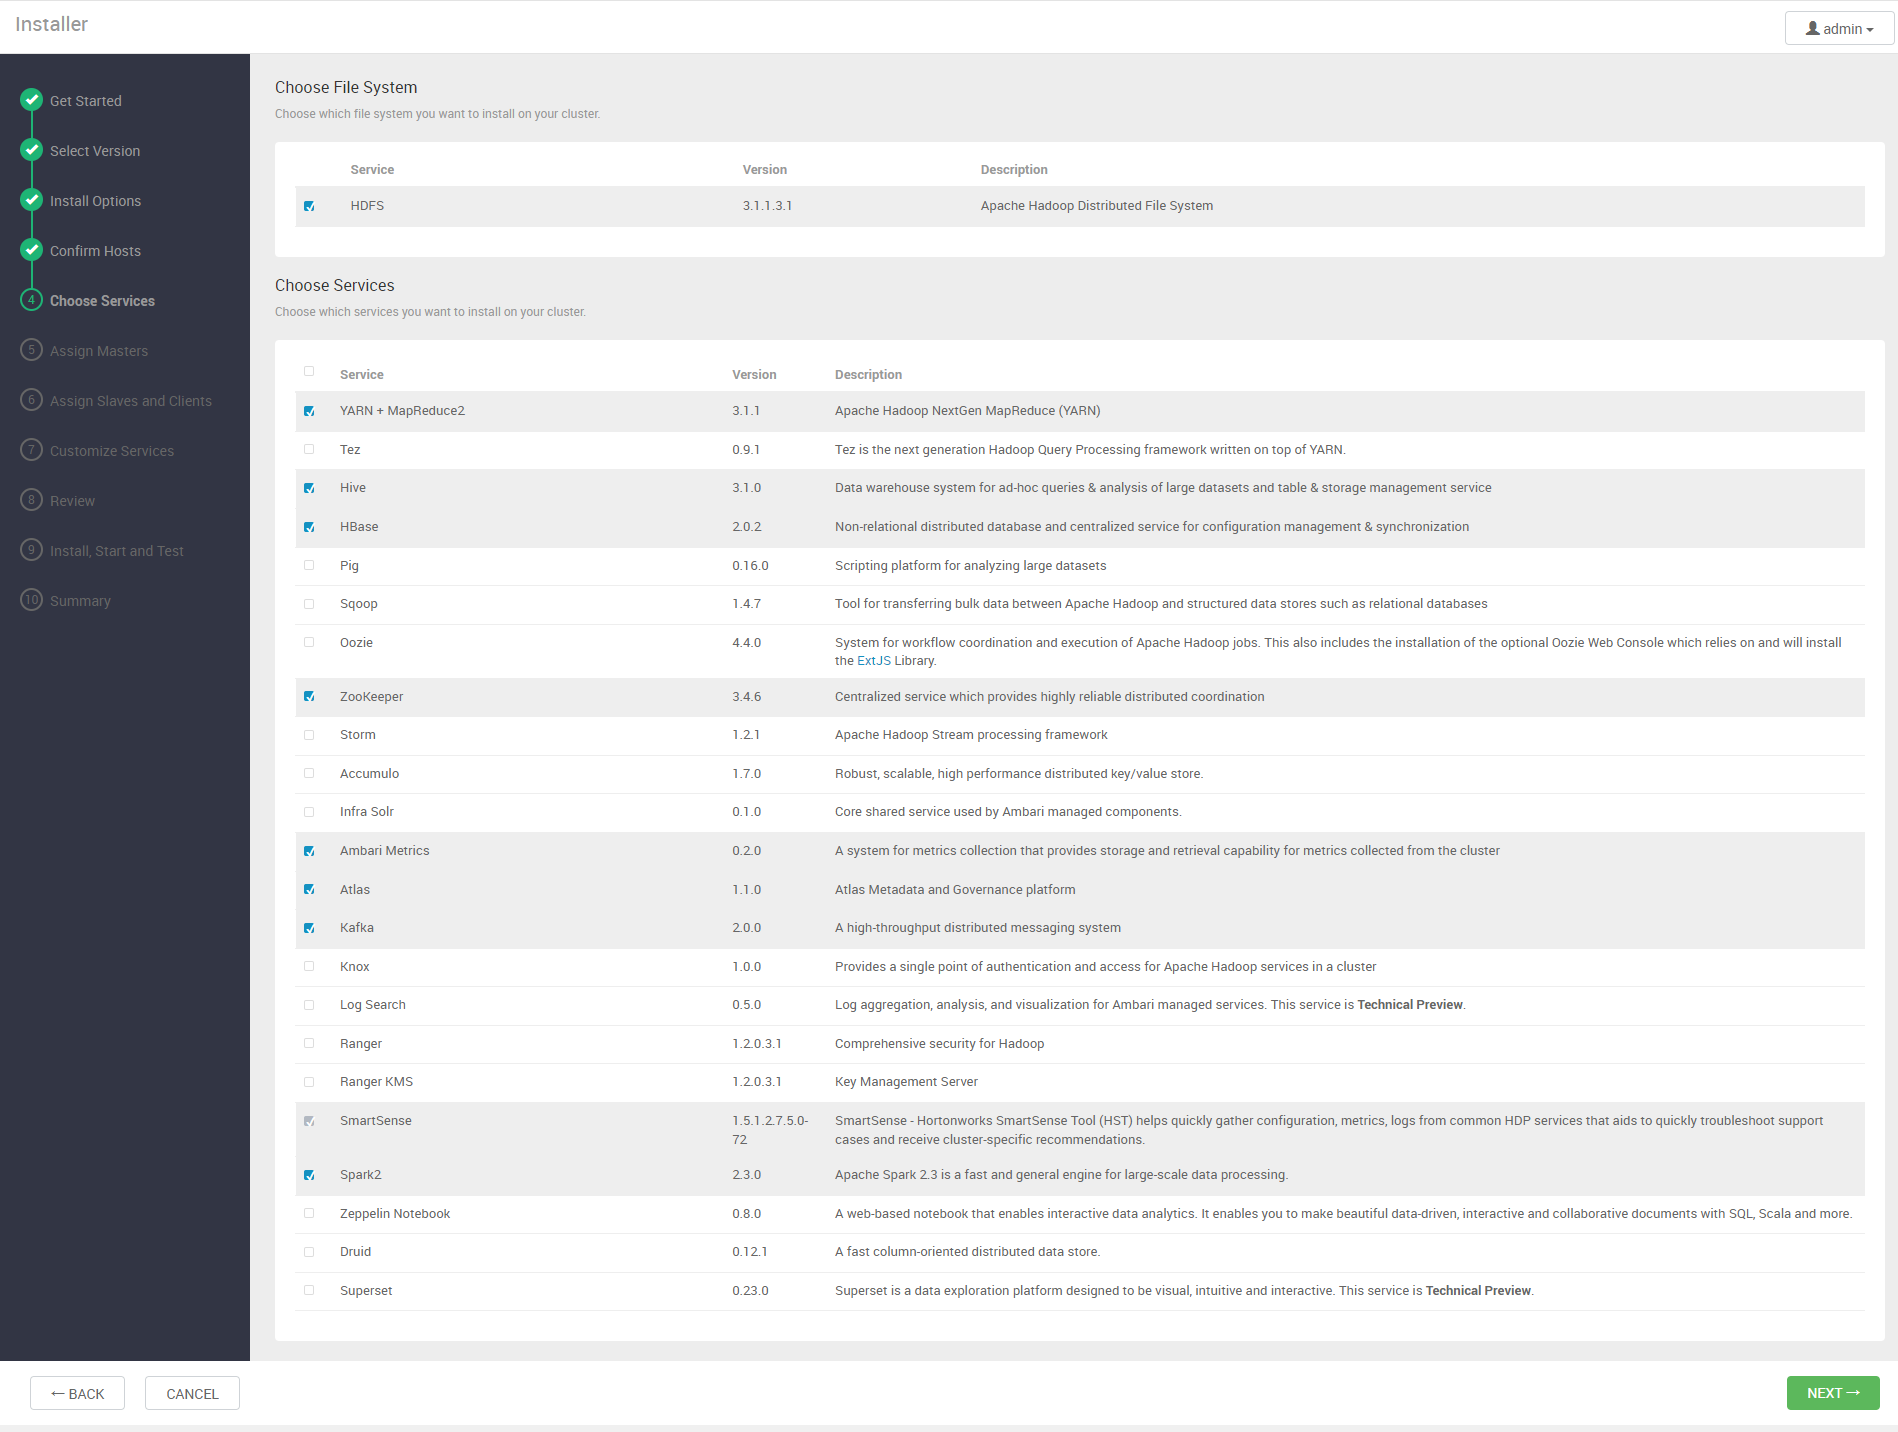 Installer
admin
Get Started
Select Version
Install Options
Confirm Hosts
4 Choose Services
5 Assign Masters
6 Assign Slaves and Clients
7 Customize Services
8 Review
9 Install, Start and Test
10 Summary
Choose File System
Choose which file system you want to install on your cluster.
Service Version Description
HDFS 3.1.1.3.1 Apache Hadoop Distributed File System
Choose Services
Choose which services you want to install on your cluster.
Service Version Description
YARN + MapReduce2 3.1.1 Apache Hadoop NextGen MapReduce (YARN)
Tez 0.9.1 Tez is the next generation Hadoop Query Processing framework written on top of YARN.
Hive 3.1.0 Data warehouse system for ad-hoc queries & analysis of large datasets and table & storage management service
HBase 2.0.2 Non-relational distributed database and centralized service for configuration management & synchronization
Pig 0.16.0 Scripting platform for analyzing large datasets
Sqoop 1.4.7 Tool for transferring bulk data between Apache Hadoop and structured data stores such as relational databases
Oozie 4.4.0 System for workflow coordination and execution of Apache Hadoop jobs. This also includes the installation of the optional Oozie Web Console which relies on and will install
the ExtJS Library.
ZooKeeper 3.4.6 Centralized service which provides highly reliable distributed coordination
Storm 1.2.1 Apache Hadoop Stream processing framework
Accumulo 1.7.0 Robust, scalable, high performance distributed key/value store.
Infra Solr 0.1.0 Core shared service used by Ambari managed components.
Ambari Metrics 0.2.0 A system for metrics collection that provides storage and retrieval capability for metrics collected from the cluster
Atlas 1.1.0 Atlas Metadata and Governance platform
Kafka 2.0.0 A high-throughput distributed messaging system
Knox 1.0.0 Provides a single point of authentication and access for Apache Hadoop services in a cluster
Log Search 0.5.0 Log aggregation, analysis, and visualization for Ambari managed services. This service is Technical Preview.
Ranger 1.2.0.3.1 Comprehensive security for Hadoop
Ranger KMS 1.2.0.3.1 Key Management Server
SmartSense 1.5.1.2.7.5.0- SmartSense - Hortonworks SmartSense Tool (HST) helps quickly gather configuration, metrics, logs from common HDP services that aids to quickly troubleshoot support
72 cases and receive cluster-specific recommendations.
Spark2 2.3.0 Apache Spark 2.3 is a fast and general engine for large-scale data processing.
Zeppelin Notebook 0.8.0 A web-based notebook that enables interactive data analytics. It enables you to make beautiful data-driven, interactive and collaborative documents with SQL, Scala and more.
Druid 0.12.1 A fast column-oriented distributed data store.
Superset 0.23.0 Superset is a data exploration platform designed to be visual, intuitive and interactive. This service is Technical Preview.
← BACK CANCEL NEXT →